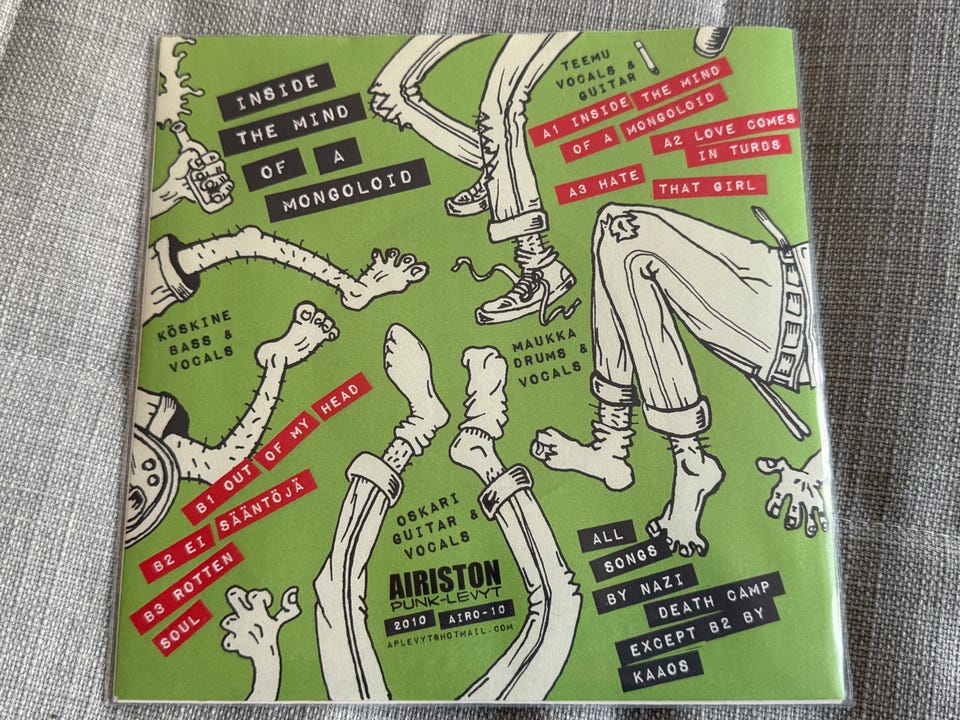 INSIDE
THE MIND
OF A
MONGOLOID
TEEMU
VOCALS &
GUITAR
A1 INSIDE THE MIND
OF A MONGOLOID
A2 LOVE COMES
IN TURDS
A3 HATE THAT GIRL
KÖSKINE
BASS &
VOCALS
MAUKKA
DRUMS &
VOCALS
B1 OUT OF MY HEAD
B2 EI SÄÄNTÖJÄ
B3 ROTTEN
SOUL
OSKARI
GUITAR &
VOCALS
AIRISTON
PUNK-LEVYT
2010 AIRO-10
APLEVYT@HOTMAIL.COM
ALL
SONGS
BY NAZI
DEATH CAMP
EXCEPT B2 BY
KAAOS